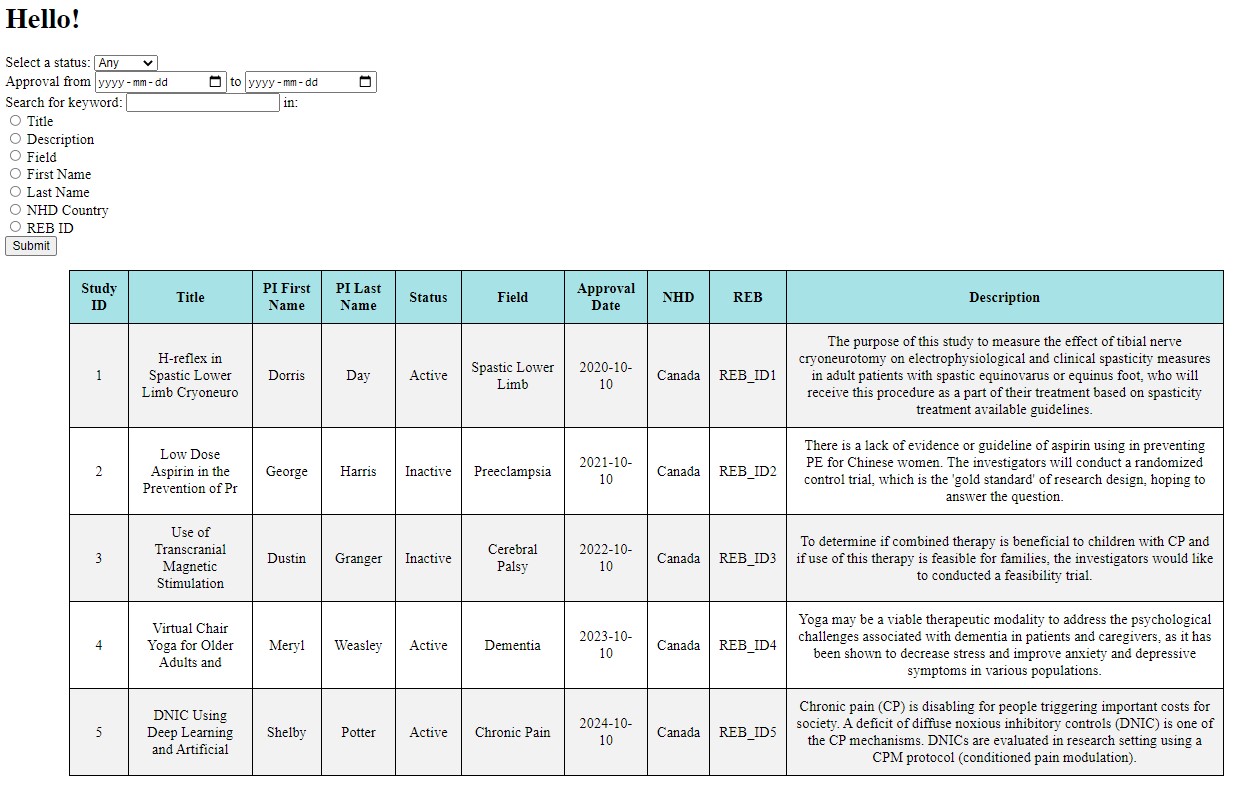 Hello!
Select a status: Any
Approval from yyyy-mm-dd to yyyy-mm-dd
Search for keyword: in:
Title
Description
Field
First Name
Last Name
NHD Country
REB ID
Submit
Study ID Title PI First Name PI Last Name Status Field Approval Date NHD REB Description
1 H-reflex in Spastic Lower Limb Cryoneuro Dorris Day Active Spastic Lower Limb 2020-10-10 Canada REB_ID1 The purpose of this study to measure the effect of tibial nerve
cryoneurotomy on electrophysiological and clinical spasticity measures
in adult patients with spastic equinovarus or equinus foot, who will
receive this procedure as a part of their treatment based on spasticity
treatment available guidelines.
2 Low Dose Aspirin in the Prevention of Pr George Harris Inactive Preeclampsia 2021-10-10 Canada REB_ID2 There is a lack of evidence or guideline of aspirin using in preventing
PE for Chinese women. The investigators will conduct a randomized
control trial, which is the 'gold standard' of research design, hoping to
answer the question.
3 Use of Transcranial Magnetic Stimulation Dustin Granger Inactive Cerebral Palsy 2022-10-10 Canada REB_ID3 To determine if combined therapy is beneficial to children with CP and
if use of this therapy is feasible for families, the investigators would like
to conducted a feasibility trial.
4 Virtual Chair Yoga for Older Adults and Meryl Weasley Active Dementia 2023-10-10 Canada REB_ID4 Yoga may be a viable therapeutic modality to address the psychological
challenges associated with dementia in patients and caregivers, as it has
been shown to decrease stress and improve anxiety and depressive
symptoms in various populations.
5 DNIC Using Deep Learning and Artificial Shelby Potter Active Chronic Pain 2024-10-10 Canada REB_ID5 Chronic pain (CP) is disabling for people triggering important costs for
society. A deficit of diffuse noxious inhibitory controls (DNIC) is one of
the CP mechanisms. DNICs are evaluated in research setting using a
CPM protocol (conditioned pain modulation).